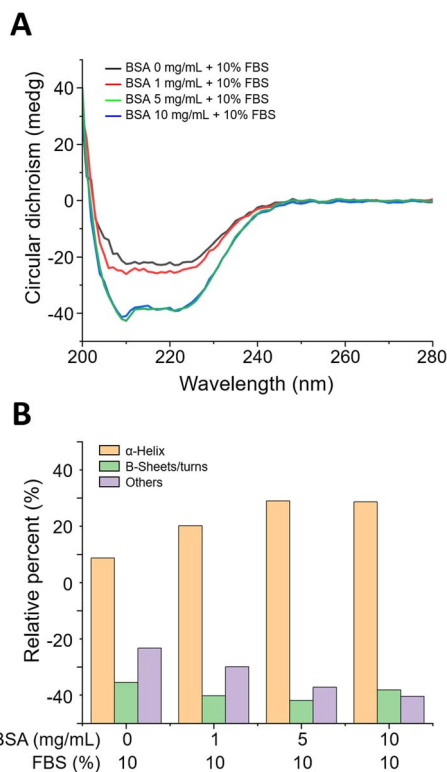 A
BSA 0 mg/mL + 10% FBS
BSA 1 mg/mL + 10% FBS
BSA 5 mg/mL + 10% FBS
BSA 10 mg/mL + 10% FBS
Circular dichroism (medg)
40
20
0
-20
-40
200 220 240 260 280
Wavelength (nm)
B
α-Helix
B-Sheets/turns
Others
Relative percent (%)
40
20
0
-20
-40
BSA (mg/mL) 0 1 5 10
FBS (%) 10 10 10 10